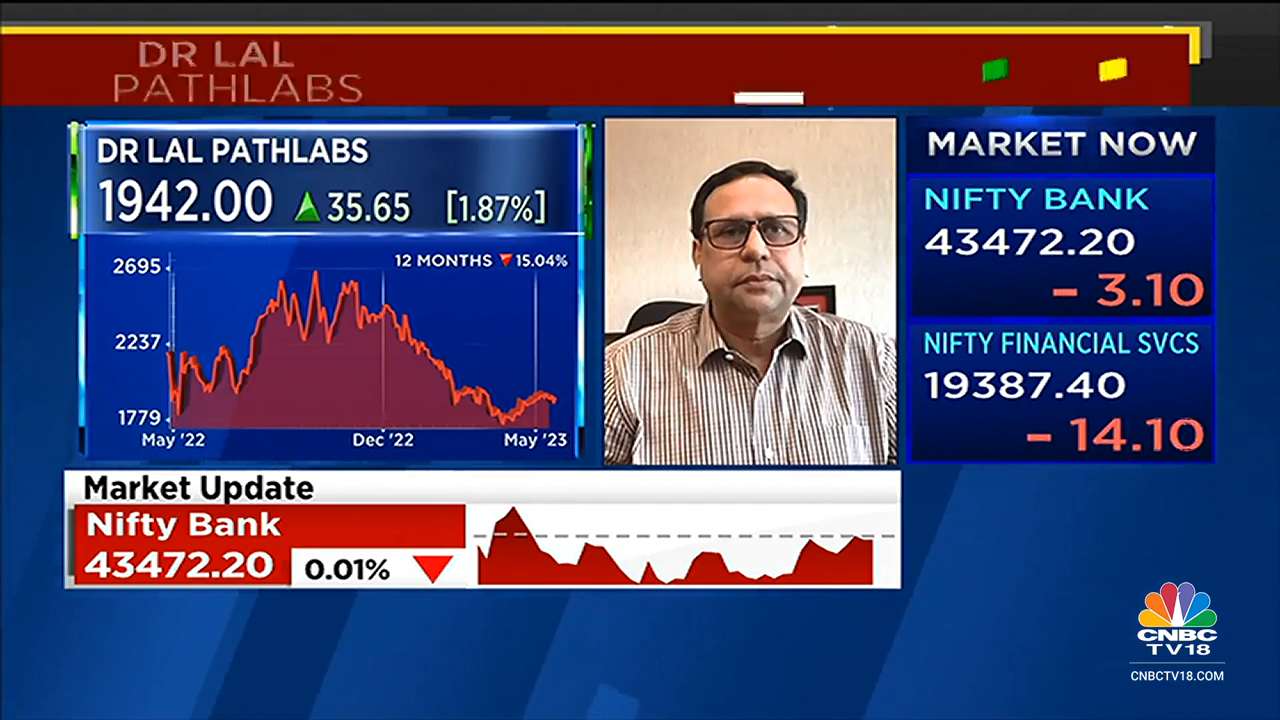 DR LAL
PATHLABS
DR LAL PATHLABS
1942.00 ▲ 35.65 [1.87%]
12 MONTHS ▼ 15.04%
2695
2237
1779
May '22 Dec '22 May '23
MARKET NOW
NIFTY BANK
43472.20
- 3.10
NIFTY FINANCIAL SVCS
19387.40
- 14.10
Market Update
Nifty Bank
43472.20 0.01% ▼
CNBC
TV18
CNBCTV18.COM